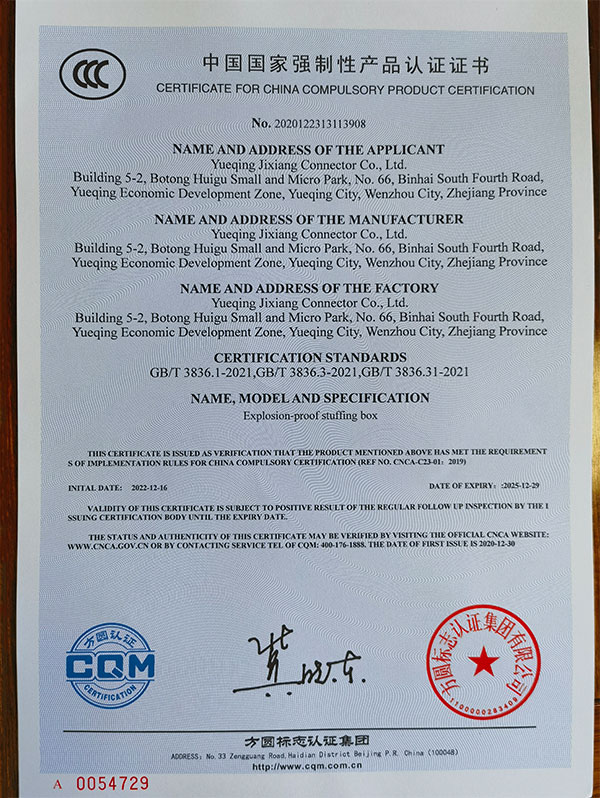 中国国家强制性产品认证证书
CERTIFICATE FOR CHINA COMPULSORY PRODUCT CERTIFICATION
No. 2020122313113908
NAME AND ADDRESS OF THE APPLICANT
Yueqing Jixiang Connector Co., Ltd.
Building 5-2, Botong Huigu Small and Micro Park, No. 66, Binhai South Fourth Road,
Yueqing Economic Development Zone, Yueqing City, Wenzhou City, Zhejiang Province
NAME AND ADDRESS OF THE MANUFACTURER
Yueqing Jixiang Connector Co., Ltd.
Building 5-2, Botong Huigu Small and Micro Park, No. 66, Binhai South Fourth Road,
Yueqing Economic Development Zone, Yueqing City, Wenzhou City, Zhejiang Province
NAME AND ADDRESS OF THE FACTORY
Yueqing Jixiang Connector Co., Ltd.
Building 5-2, Botong Huigu Small and Micro Park, No. 66, Binhai South Fourth Road,
Yueqing Economic Development Zone, Yueqing City, Wenzhou City, Zhejiang Province
CERTIFICATION STANDARDS
GB/T 3836.1-2021,GB/T 3836.3-2021,GB/T 3836.31-2021
NAME, MODEL AND SPECIFICATION
Explosion-proof stuffing box
THIS CERTIFICATE IS ISSUED AS VERIFICATION THAT THE PRODUCT MENTIONED ABOVE HAS MET THE REQUIREMENT
S OF IMPLEMENTATION RULES FOR CHINA COMPULSORY CERTIFICATION (REF NO. CNCA-C23-01: 2019)
INITAL DATE: 2022-12-16 DATE OF EXPIRY: :2025-12-29
VALIDITY OF THIS CERTIFICATE IS SUBJECT TO POSITIVE RESULT OF THE REGULAR FOLLOW UP INSPECTION BY THE I
SSUING CERTIFICATION BODY UNTIL THE EXPIRY DATE.
THE STATUS AND AUTHENTICITY OF THIS CERTIFICATE MAY BE VERIFIED BY VISITING THE OFFICIAL CNCA WEBSITE:
WWW.CNCA.GOV.CN OR BY CONTACTING SERVICE TEL OF CQM: 400-176-1888. THE DATE OF FIRST ISSUE IS 2020-12-30
方圆认证
CQM
CERTIFICATION
方圆标志认证集团有限公司
1100000283409
方圆标志认证集团
ADDRESS: No.33 Zengguang Road,Haidian District Beijing P.R. China (100048)
http://www.cqm.com.cn
A 0054729